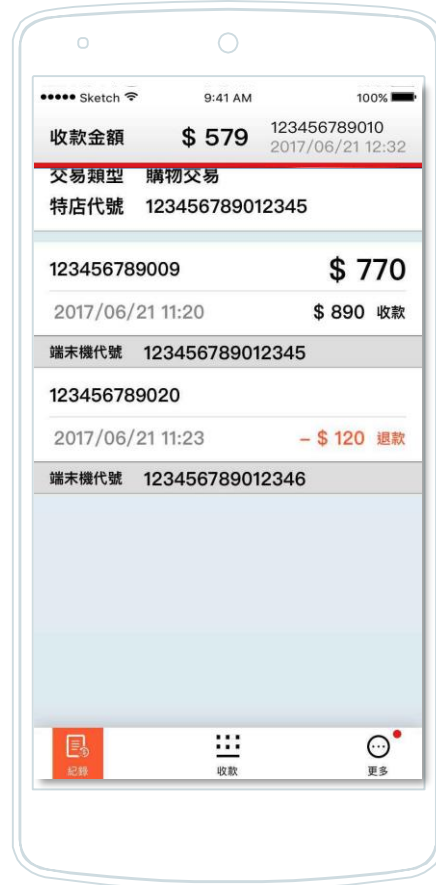 ●●●●● Sketch 9:41 AM 100%
收款金額 $ 579 123456789010
2017/06/21 12:32
交易類型 購物交易
特店代號 123456789012345
123456789009 $ 770
2017/06/21 11:20 $ 890 收款
端末機代號 123456789012345
123456789020
2017/06/21 11:23 – $ 120 退款
端末機代號 123456789012346
紀錄 收款 更多